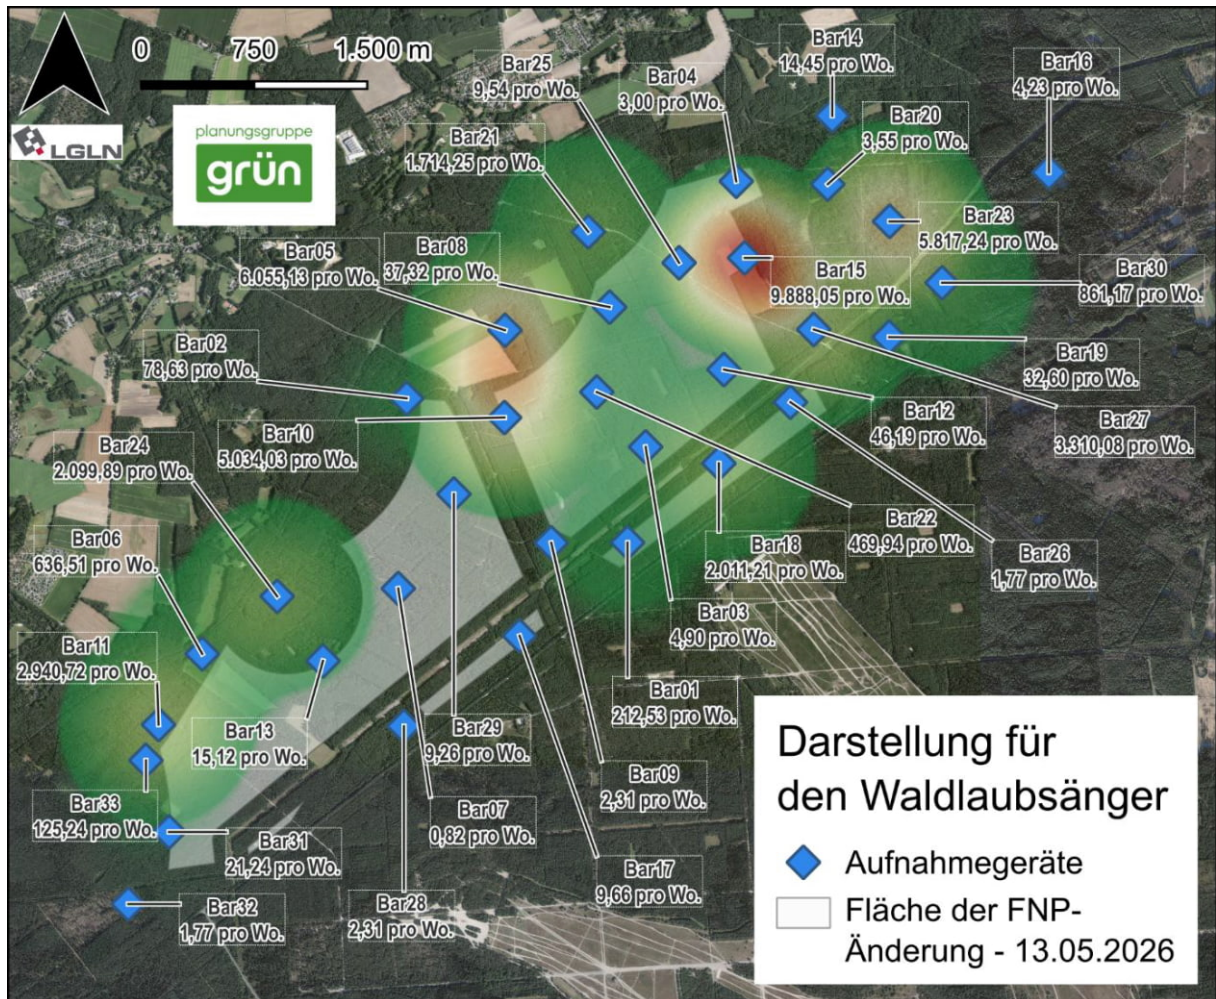 0 750 1.500 m
LGLN
planungsgruppe
grün
Bar14
14,45 pro Wo.
Bar25
9,54 pro Wo.
Bar04
3,00 pro Wo.
Bar16
4,23 pro Wo.
Bar20
3,55 pro Wo.
Bar21
1.714,25 pro Wo.
Bar23
5.817,24 pro Wo.
Bar05
6.055,13 pro Wo.
Bar08
37,32 pro Wo.
Bar15
9.888,05 pro Wo.
Bar30
861,17 pro Wo.
Bar02
78,63 pro Wo.
Bar19
32,60 pro Wo.
Bar12
46,19 pro Wo.
Bar27
3.310,08 pro Wo.
Bar10
5.034,03 pro Wo.
Bar24
2.099,89 pro Wo.
Bar22
469,94 pro Wo.
Bar18
2.011,21 pro Wo.
Bar26
1,77 pro Wo.
Bar06
636,51 pro Wo.
Bar03
4,90 pro Wo.
Bar11
2.940,72 pro Wo.
Bar01
212,53 pro Wo.
Bar13
15,12 pro Wo.
Bar29
9,26 pro Wo.
Bar09
2,31 pro Wo.
Bar33
125,24 pro Wo.
Bar07
0,82 pro Wo.
Bar31
21,24 pro Wo.
Bar17
9,66 pro Wo.
Bar32
1,77 pro Wo.
Bar28
2,31 pro Wo.
Darstellung für
den Waldlaubsänger
Aufnahmegeräte
Fläche der FNP-
Änderung - 13.05.2026